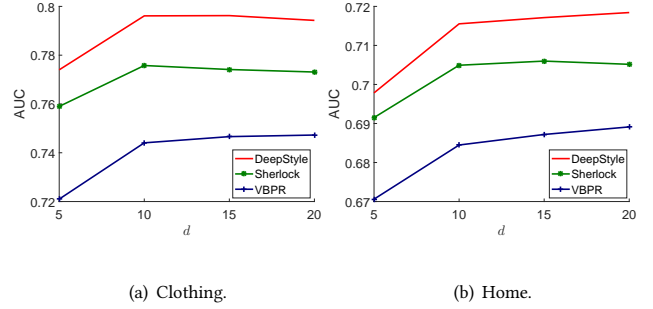 0.8
0.78
0.76
0.74
0.72
AUC
5 10 15 20
d
DeepStyle
Sherlock
VBPR
(a) Clothing.
0.72
0.71
0.7
0.69
0.68
0.67
AUC
5 10 15 20
d
DeepStyle
Sherlock
VBPR
(b) Home.